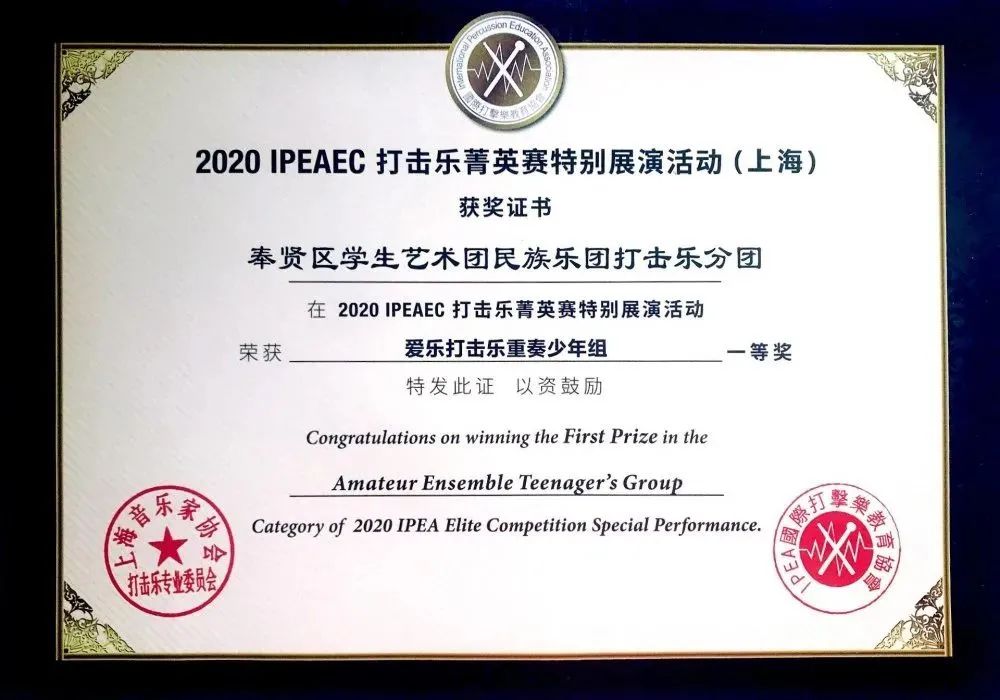 International Percussion Education Association
國際打擊樂教育協會
2020 IPEAEC 打击乐菁英赛特别展演活动（上海）
获奖证书
奉贤区学生艺术团民族乐团打击乐分团
在 2020 IPEAEC 打击乐菁英赛特别展演活动
荣获 爱乐打击乐重奏少年组 一等奖
特发此证 以资鼓励
Congratulations on winning the First Prize in the
Amateur Ensemble Teenager's Group
Category of 2020 IPEA Elite Competition Special Performance.
上海音乐家协会
打击乐专业委员会
IPEA國際打擊樂教育協會